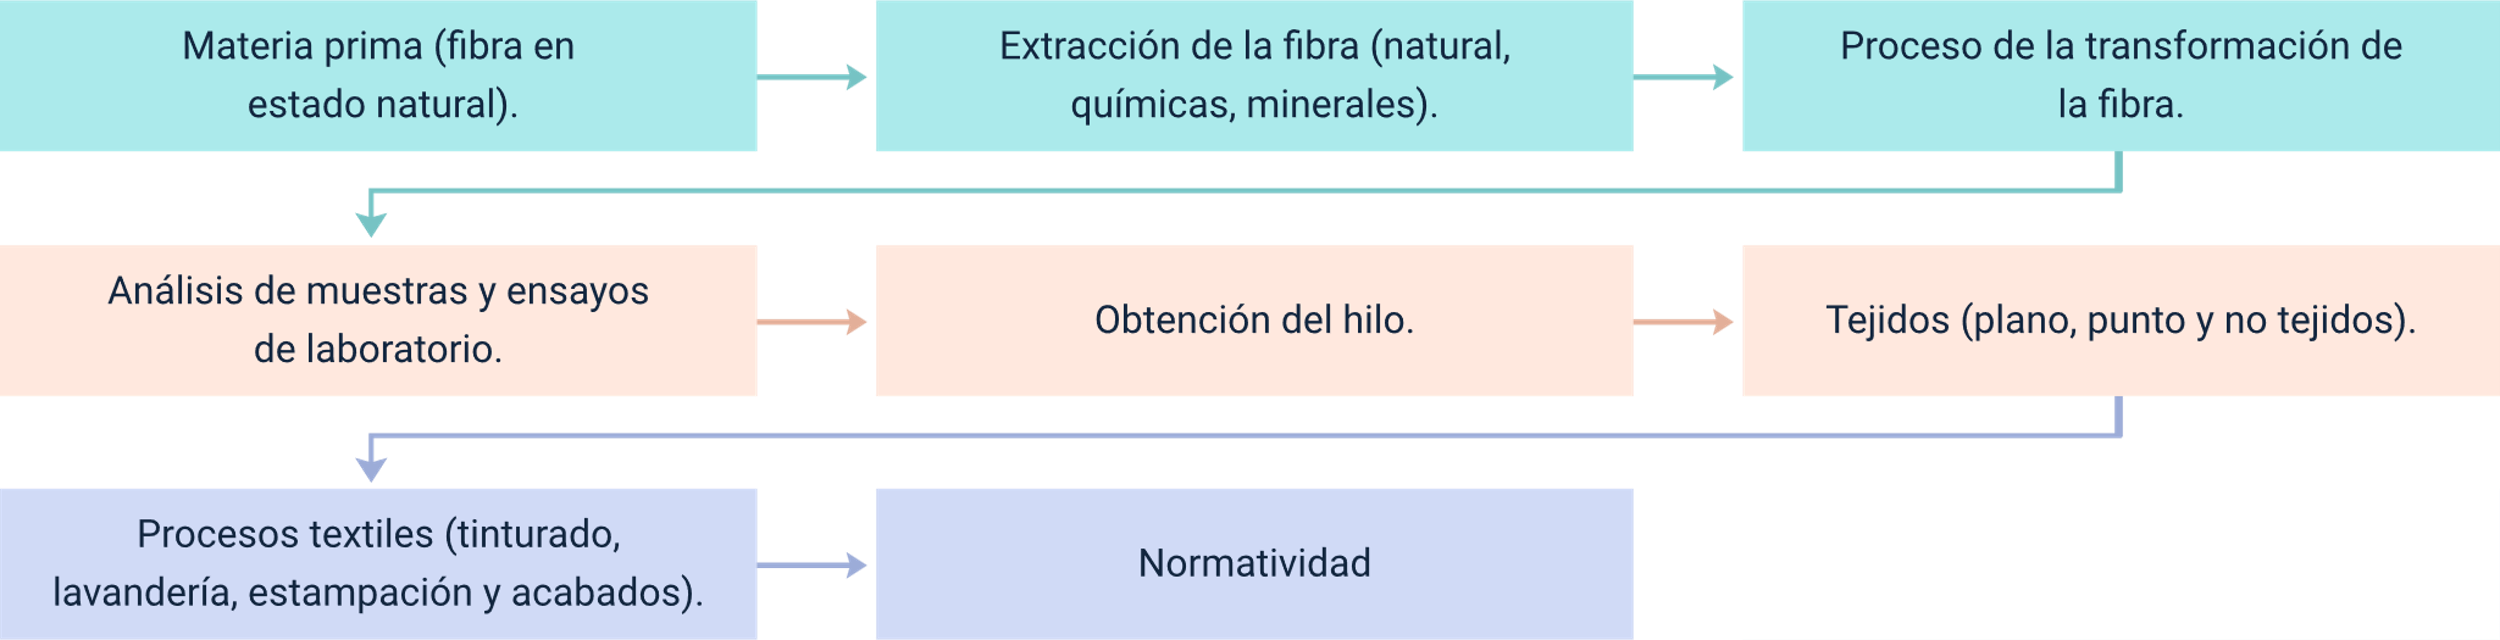 Materia prima (fibra en
estado natural).
Extracción de la fibra (natural,
químicas, minerales).
Proceso de la transformación de
la fibra.
Análisis de muestras y ensayos
de laboratorio.
Obtención del hilo.
Tejidos (plano, punto y no tejidos).
Procesos textiles (tinturado,
lavandería, estampación y acabados).
Normatividad